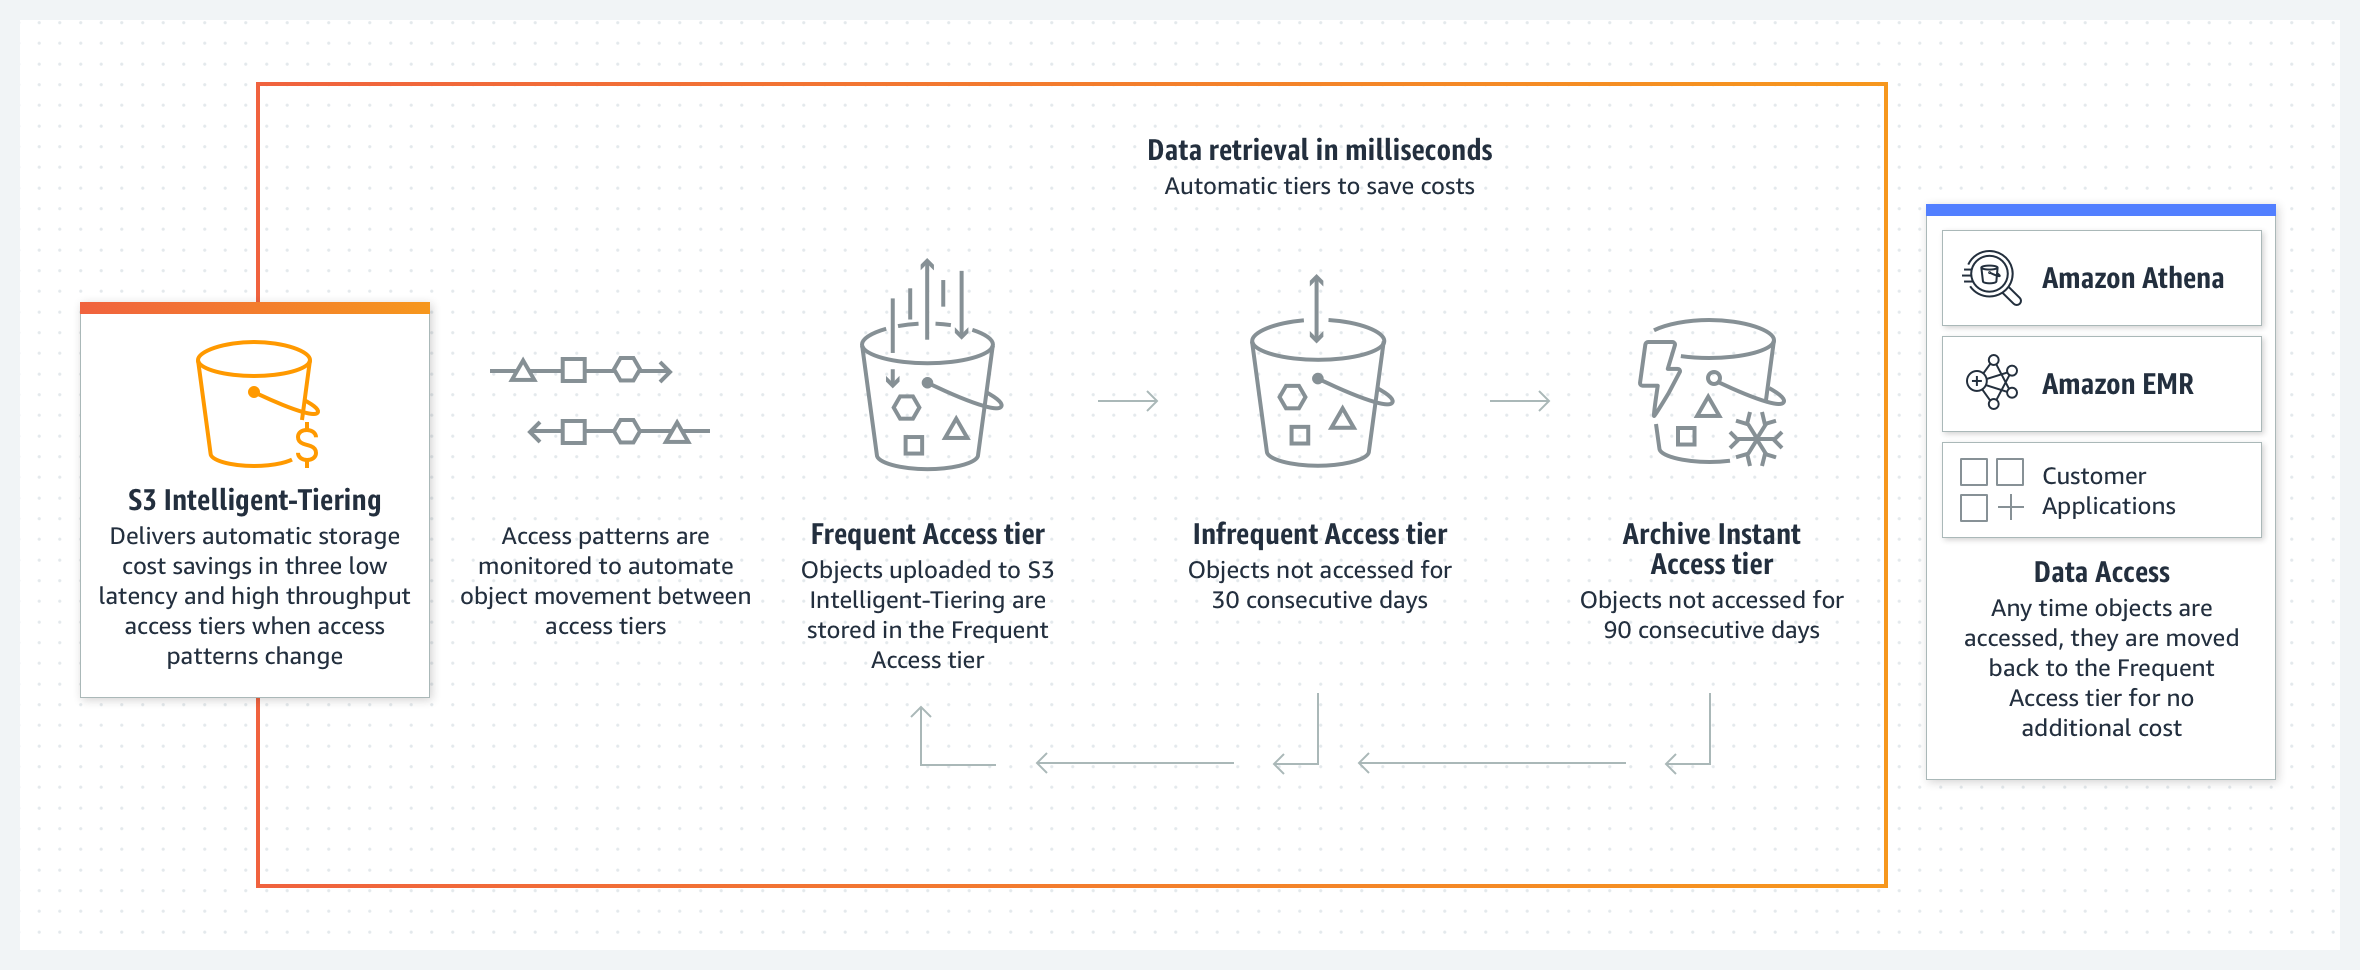 Data retrieval in milliseconds
Automatic tiers to save costs
S3 Intelligent-Tiering
Delivers automatic storage
cost savings in three low
latency and high throughput
access tiers when access
patterns change
Access patterns are
monitored to automate
object movement between
access tiers
Frequent Access tier
Objects uploaded to S3
Intelligent-Tiering are
stored in the Frequent
Access tier
Infrequent Access tier
Objects not accessed for
30 consecutive days
Archive Instant
Access tier
Objects not accessed for
90 consecutive days
Amazon Athena
Amazon EMR
Customer
Applications
Data Access
Any time objects are
accessed, they are moved
back to the Frequent
Access tier for no
additional cost